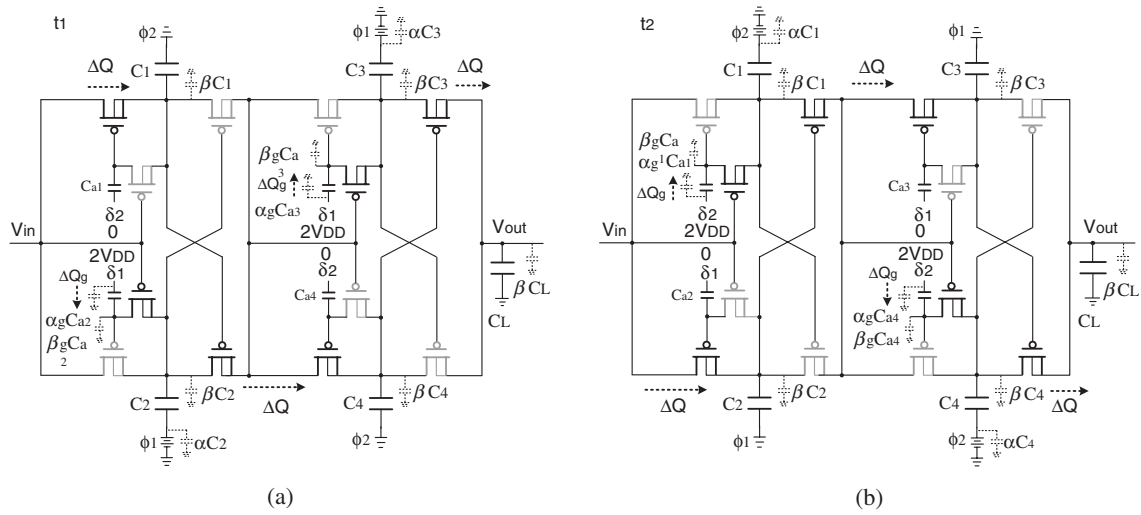 t1
ϕ2
ϕ1
αC3
ΔQ
C1
βC1
C3
βC3
ΔQ
βgCa
3
ΔQg
αgCa3
Ca1
δ2
0
δ1
2VDD
Vin
2VDD
δ1
0
δ2
Vout
ΔQg
αgCa2
βgCa
2
Ca4
βCL
CL
C2
βC2
ΔQ
C4
βC4
ϕ1
αC2
ϕ2
(a)
t2
ϕ2
αC1
ϕ1
ΔQ
C1
βC1
C3
βC3
βgCa
αg1Ca1
ΔQg
Ca3
δ2
0
δ1
2VDD
Vin
2VDD
δ1
0
δ2
Vout
Ca2
ΔQg
αgCa4
βgCa4
βCL
CL
ΔQ
C2
βC2
C4
βC4
ΔQ
ϕ1
ϕ2
αC4
(b)